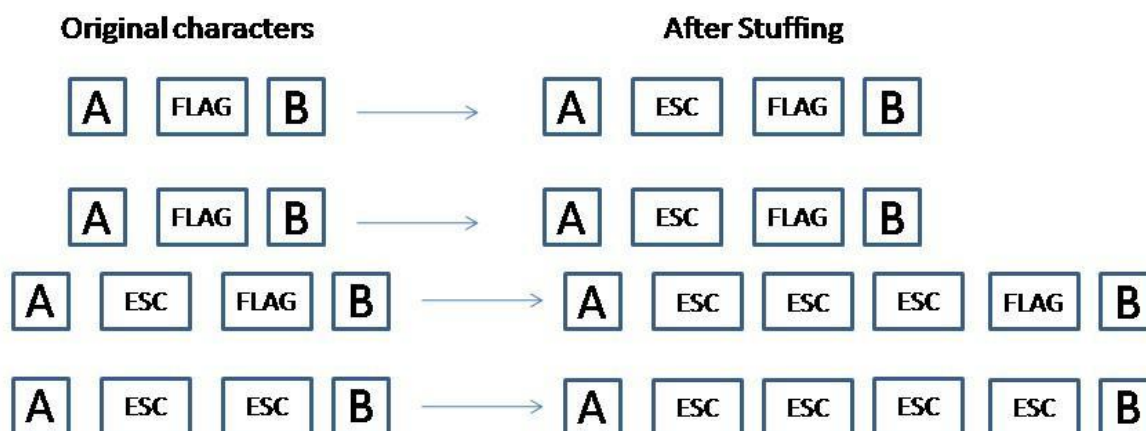 Original characters After Stuffing
A FLAG B A ESC FLAG B
A FLAG B A ESC FLAG B
A ESC FLAG B A ESC ESC ESC FLAG B
A ESC ESC B A ESC ESC ESC ESC B